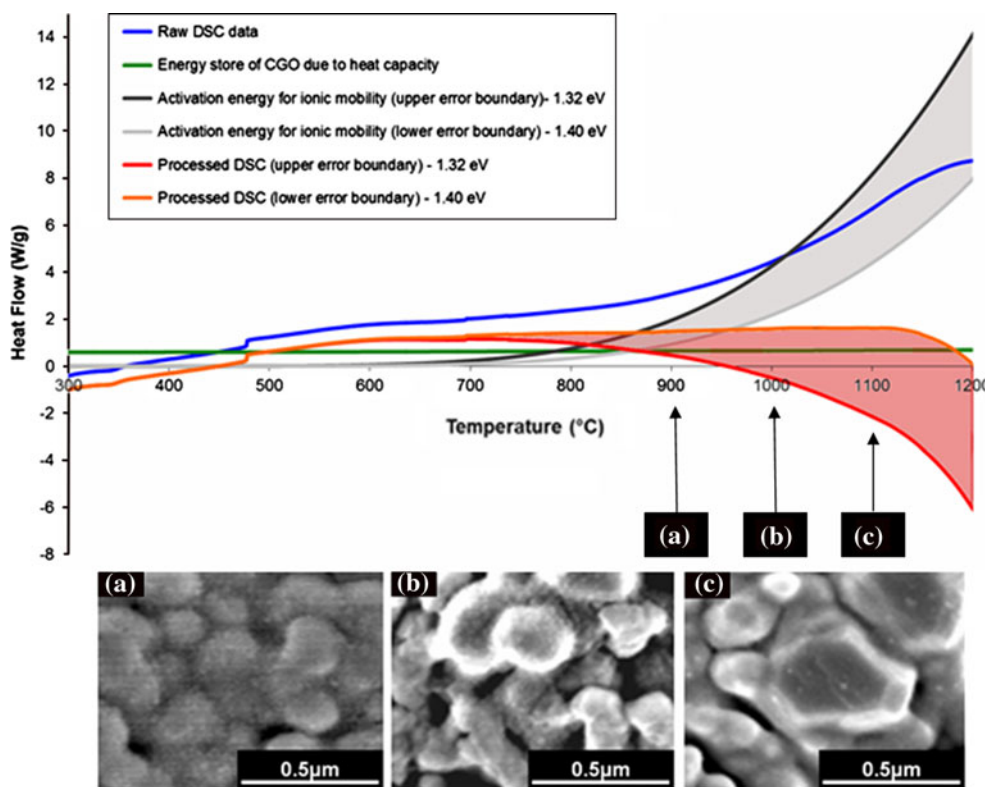 14
12
10
8
6
4
2
0
-2
-4
-6
-8
Heat Flow (W/g)
Raw DSC data
Energy store of CGO due to heat capacity
Activation energy for ionic mobility (upper error boundary)- 1.32 eV
Activation energy for ionic mobility (lower error boundary) - 1.40 eV
Processed DSC (upper error boundary) - 1.32 eV
Processed DSC (lower error boundary) - 1.40 eV
300 400 500 600 700 800 900 1000 1100 1200
Temperature (°C)
(a) (b) (c)
(a) (b) (c)
0.5μm 0.5μm 0.5μm